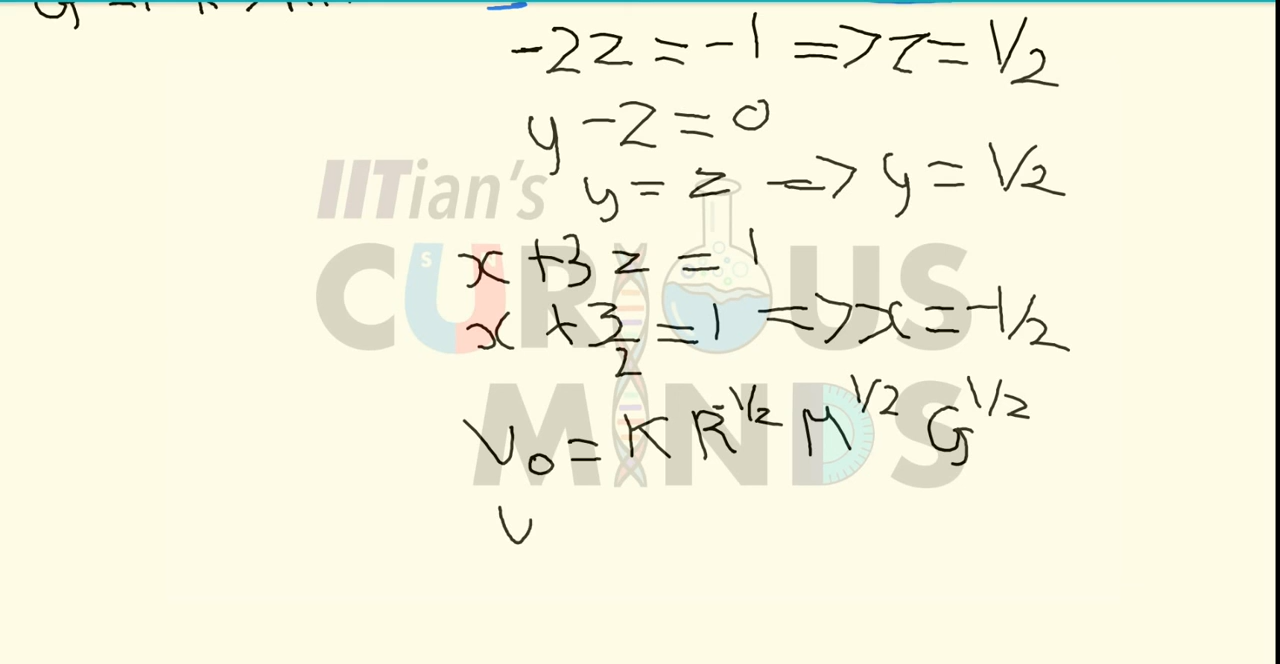 -2z = -1 => z = 1/2
y - z = 0
y = z => y = 1/2
IITian's
x + 3z = 1
CURIOUS
x + 3/2 = 1 => x = -1/2
MINDS
V₀ = K R^-1/2 M^1/2 G^1/2
V